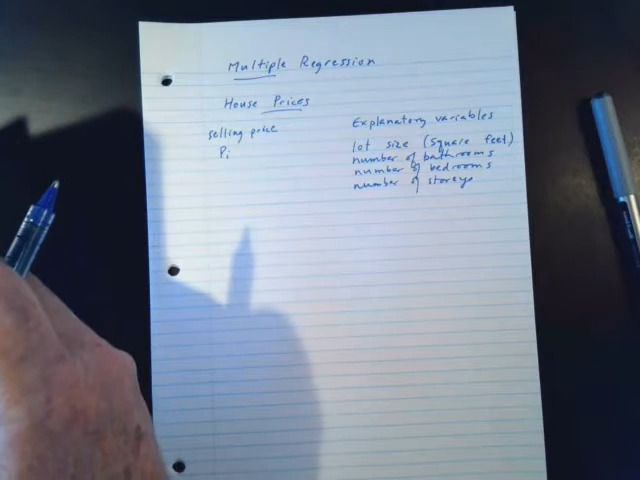 Multiple Regression
House Prices
selling price
Pi
Explanatory variables
lot size (square feet)
number of bathrooms
number of bedrooms
number of storeys